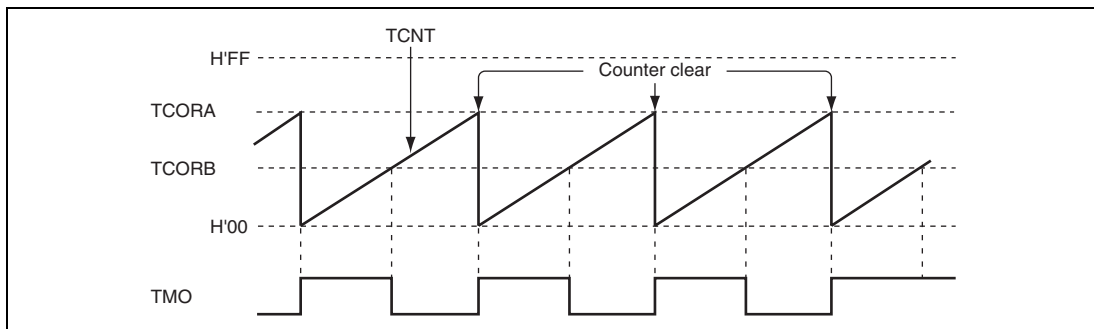 TCNT
H'FF
Counter clear
TCORA
TCORB
H'00
TMO